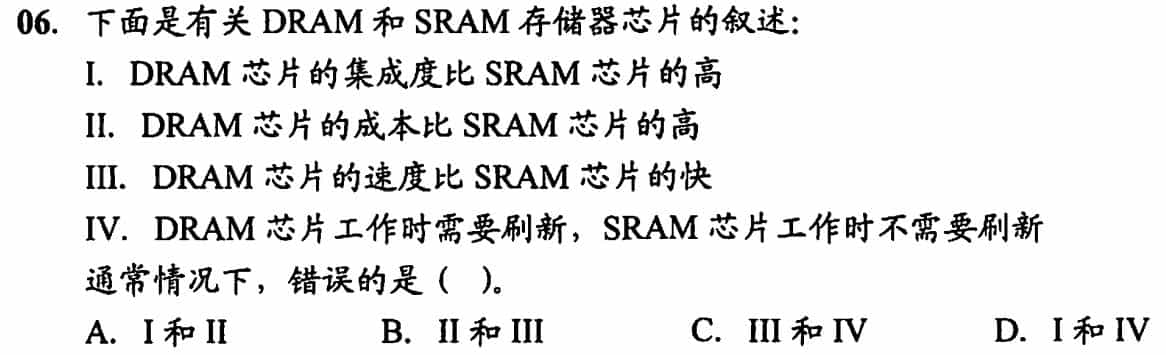 06. 下面是有关 DRAM 和 SRAM 存储器芯片的叙述：
I. DRAM 芯片的集成度比 SRAM 芯片的高
II. DRAM 芯片的成本比 SRAM 芯片的高
III. DRAM 芯片的速度比 SRAM 芯片的快
IV. DRAM 芯片工作时需要刷新，SRAM 芯片工作时不需要刷新
通常情况下，错误的是（ ）。
A. I 和 II B. II 和 III C. III 和 IV D. I 和 IV